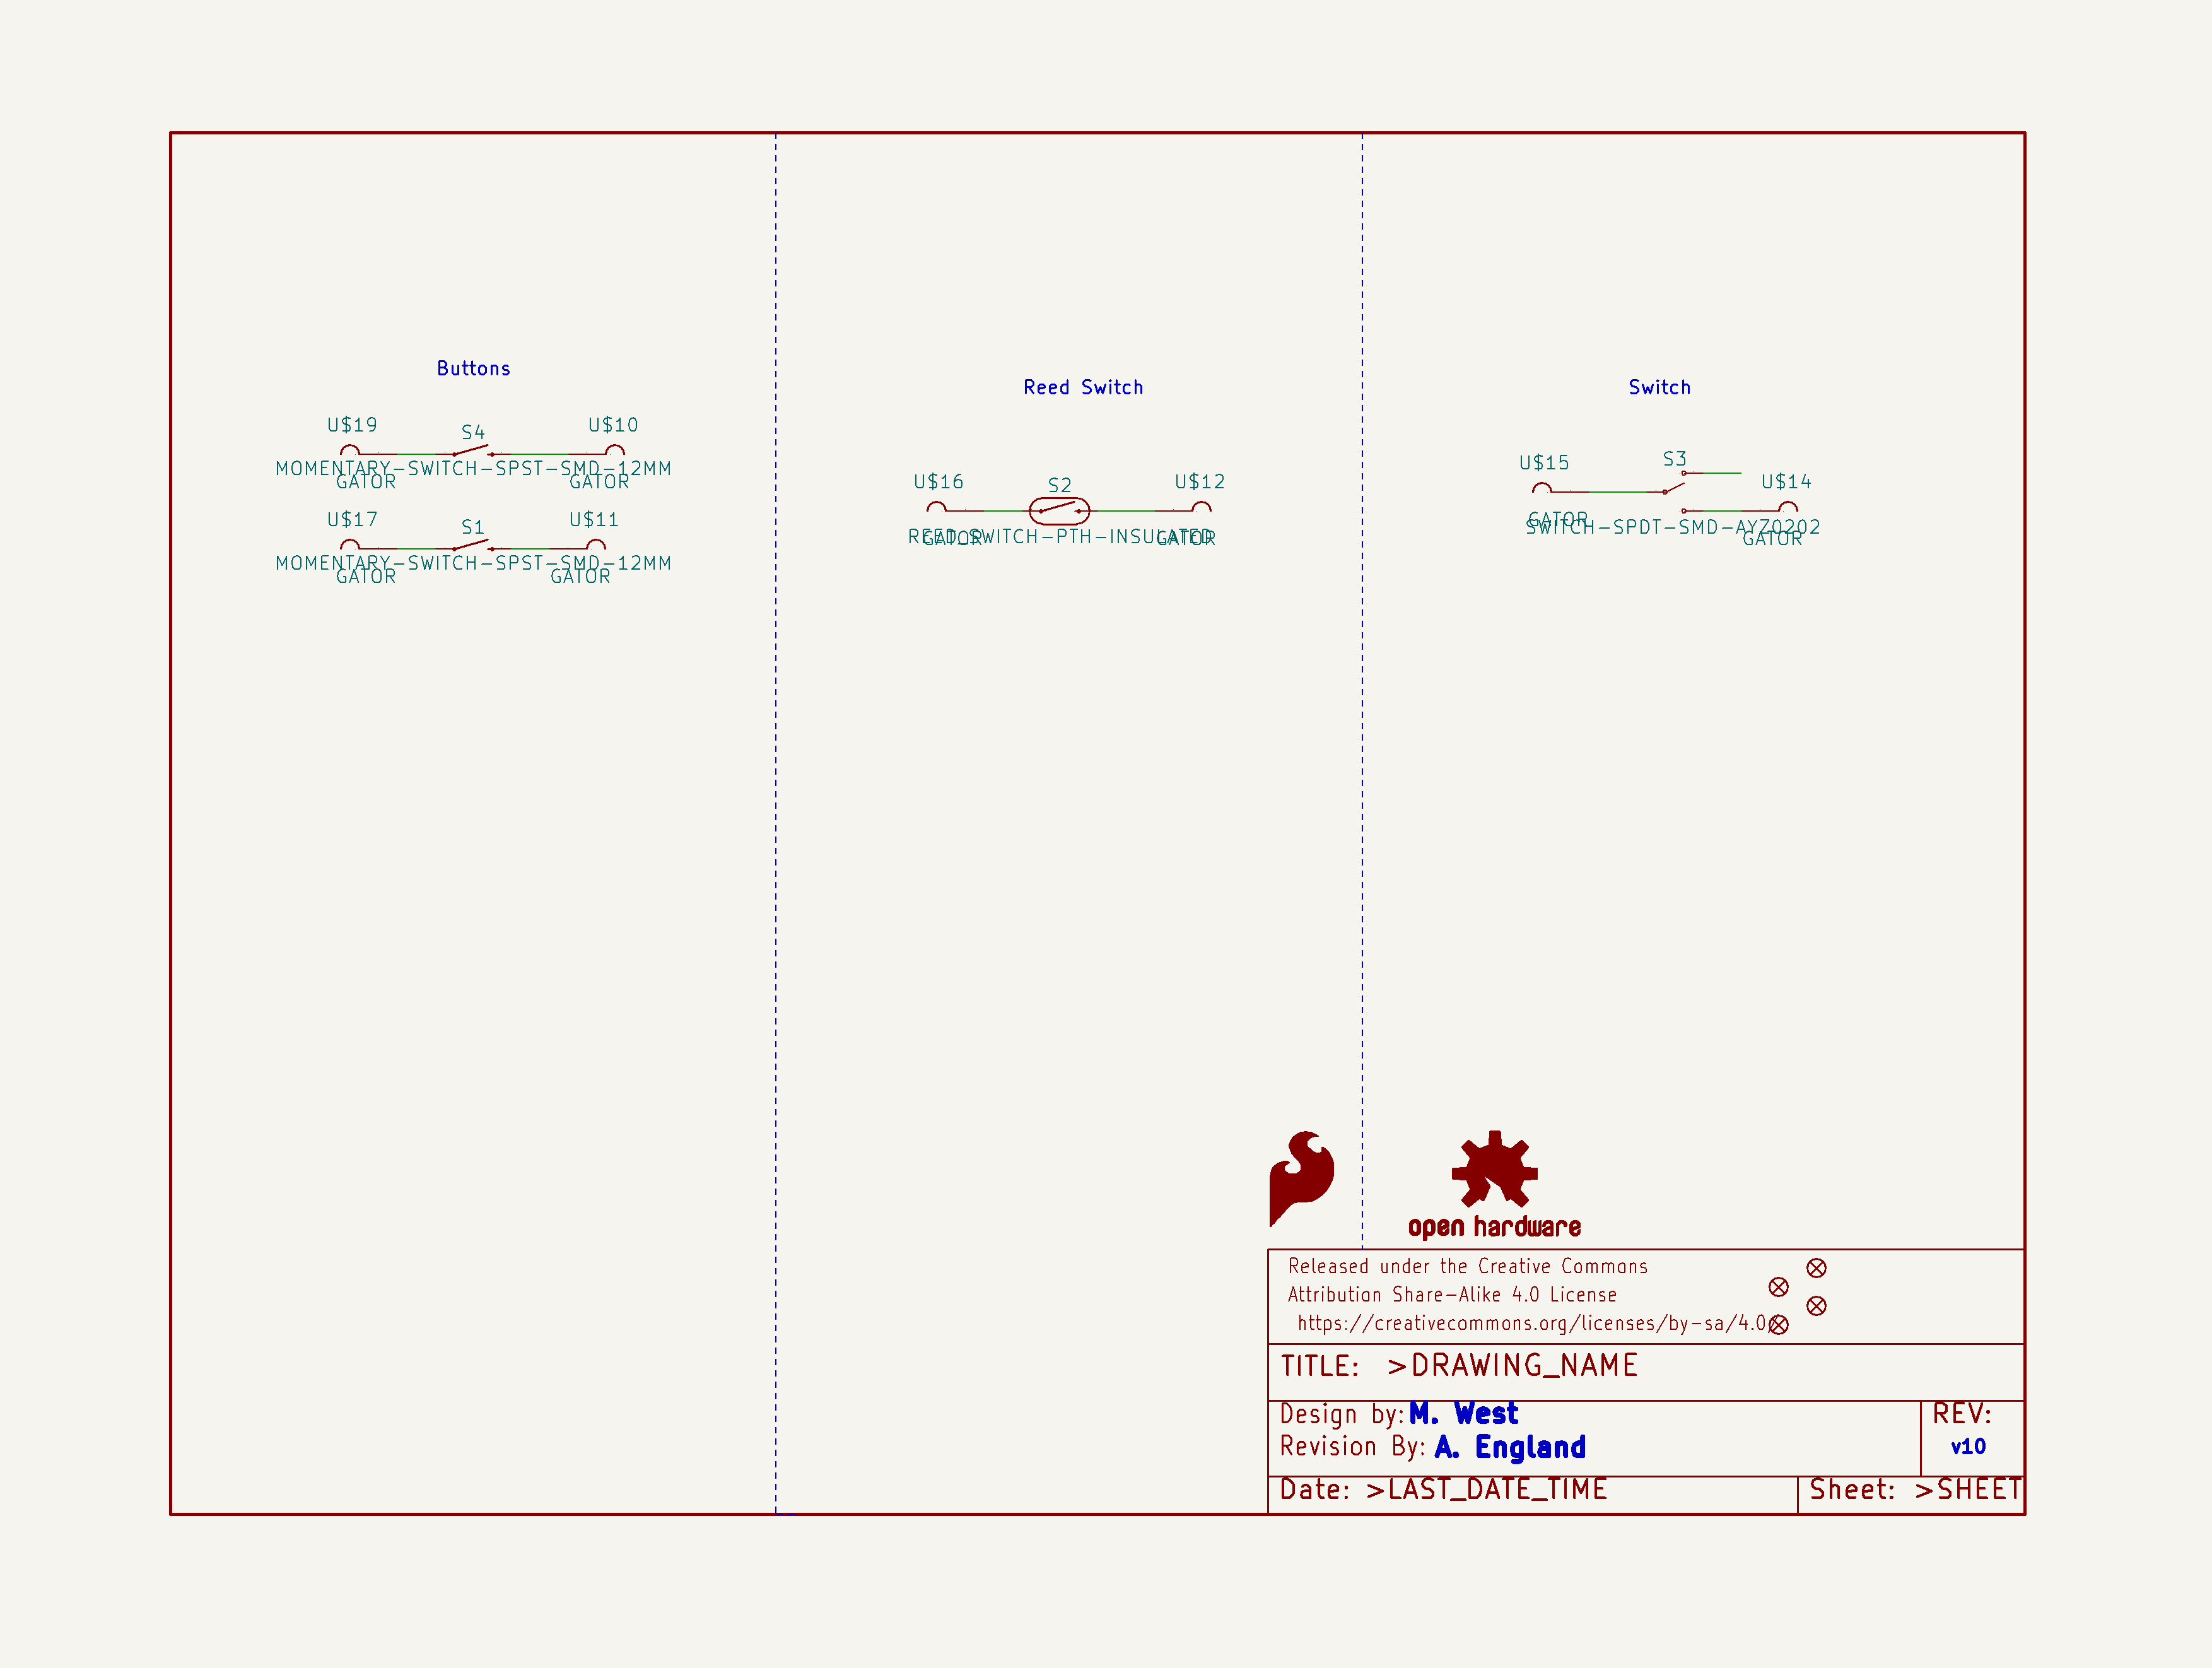 Buttons
U$19
S4
U$10
MOMENTARY-SWITCH-SPST-SMD-12MM
GATOR
GATOR
U$17
S1
U$11
MOMENTARY-SWITCH-SPST-SMD-12MM
GATOR
GATOR
Reed Switch
U$16
S2
U$12
REED_SWITCH-PTH-INSULATED
GATOR
GATOR
Switch
U$15
S3
U$14
GATOR
SWITCH-SPDT-SMD-AYZ0202
GATOR
open hardware
Released under the Creative Commons
Attribution Share-Alike 4.0 License
https://creativecommons.org/licenses/by-sa/4.0/
TITLE: >DRAWING_NAME
Design by: M. West
Revision By: A. England
REV:
v10
Date: >LAST_DATE_TIME
Sheet: >SHEET